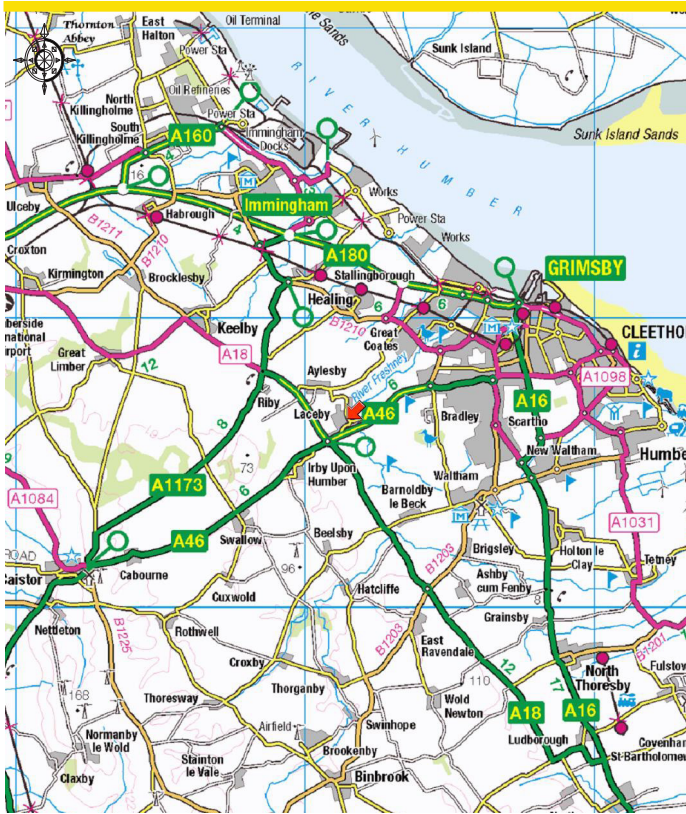 Thornton
Abbey
East
Halton
Oil Terminal
the Sands
Sunk Island
Power Sta
Oil Refineries
North
Killingholme
South
Killingholme
Power Sta
A160
4
Immingham
Docks
Sunk Island Sands
RIVER HUMBER
16
Ulceby
Habrough
Immingham
3
Works
Power Sta
Works
B1211
B1210
4
4
A180
GRIMSBY
Croxton
Kirmington
Brocklesby
Stallingborough
Healing
6
6
B1210
Great
Coates
CLEETHO
i
Keelby
Great
Limber
12
A18
Aylesby
River Freshney
6
A1098
Riby
Laceby
A46
Bradley
A16
Scartho
8
73
Irby Upon
Humber
New Waltham
Humbe
A1173
6
Barnoldby
le Beck
Waltham
9
A1084
A46
Swallow
Beelsby
A1031
ROAD
Caistor
Cabourne
96
B1203
Brigsley
Holton le
Clay
Tetney
Cuxwold
Hatcliffe
Ashby
cum Fenby
8
Nettleton
Rothwell
B1225
B1203
Grainsby
East
Ravendale
B1201
Croxby
12
North
Thoresby
Fulstow
Thoresway
Thorganby
110
17
168
Wold
Newton
A18
A16
Normanby
le Wold
Airfield
Swinhope
Ludborough
Covenham
St-Bartholomew
Stainton
le Vale
Brookenby
Claxby
Binbrook